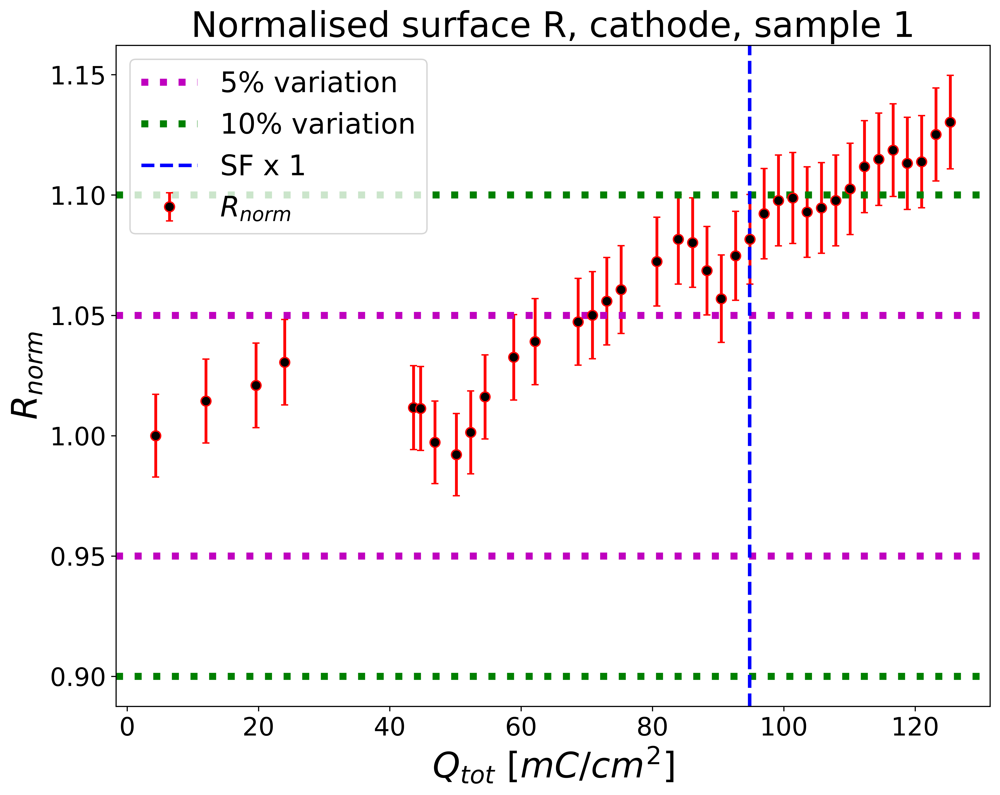 Normalised surface R, cathode, sample 1
5% variation
10% variation
SF x 1
R_norm
1.15
1.10
1.05
1.00
0.95
0.90
R_norm
0 20 40 60 80 100 120
Q_tot [mC/cm²]